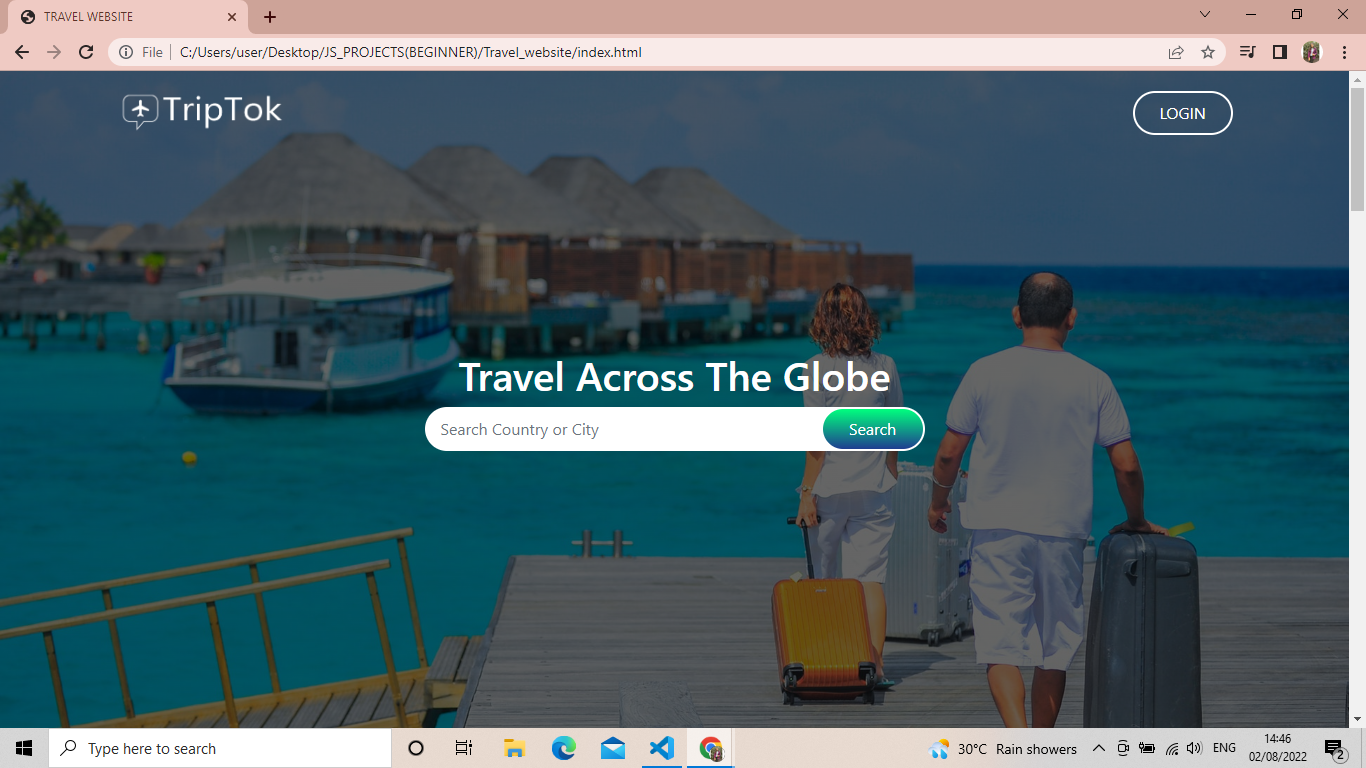 TRAVEL WEBSITE
File
C:/Users/user/Desktop/JS_PROJECTS(BEGINNER)/Travel_website/index.html
TripTok
LOGIN
Travel Across The Globe
Search Country or City
Search
Type here to search
30°C Rain showers
ENG
14:46
02/08/2022
2